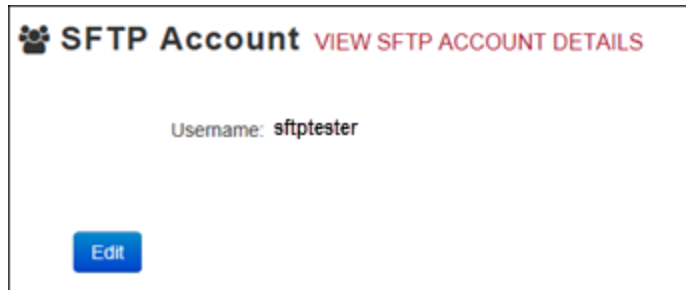 SFTP Account VIEW SFTP ACCOUNT DETAILS
Username: sftptester
Edit